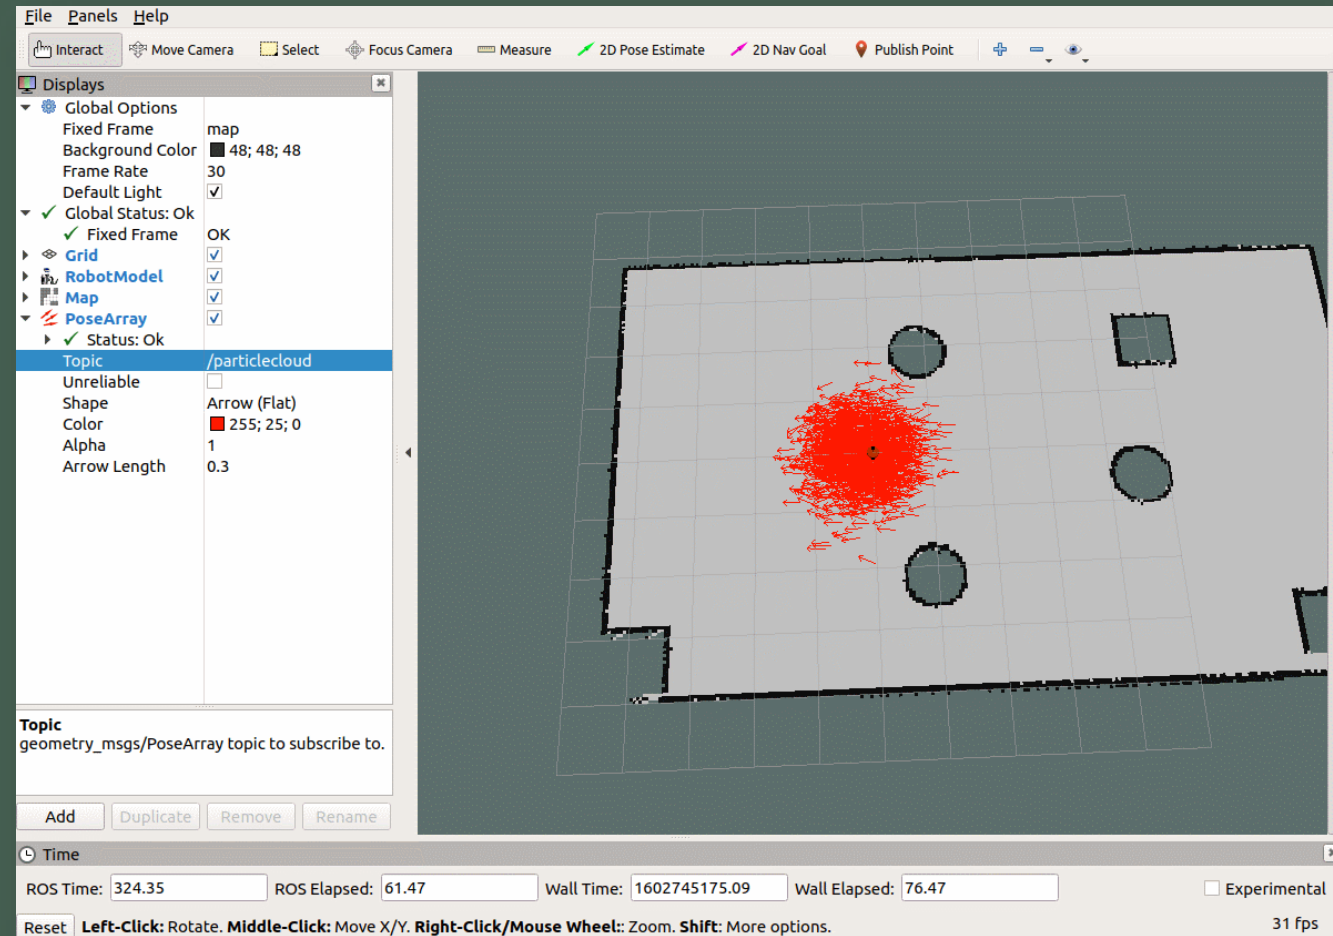 File Panels Help
Interact Move Camera Select Focus Camera Measure 2D Pose Estimate 2D Nav Goal Publish Point
Displays
Global Options
Fixed Frame map
Background Color 48; 48; 48
Frame Rate 30
Default Light
Global Status: Ok
Fixed Frame OK
Grid
RobotModel
Map
PoseArray
Status: Ok
Topic /particlecloud
Unreliable
Shape Arrow (Flat)
Color 255; 25; 0
Alpha 1
Arrow Length 0.3
Topic
geometry_msgs/PoseArray topic to subscribe to.
Add Duplicate Remove Rename
Time
ROS Time: 324.35 ROS Elapsed: 61.47 Wall Time: 1602745175.09 Wall Elapsed: 76.47 Experimental
Reset Left-Click: Rotate. Middle-Click: Move X/Y. Right-Click/Mouse Wheel:: Zoom. Shift: More options. 31 fps